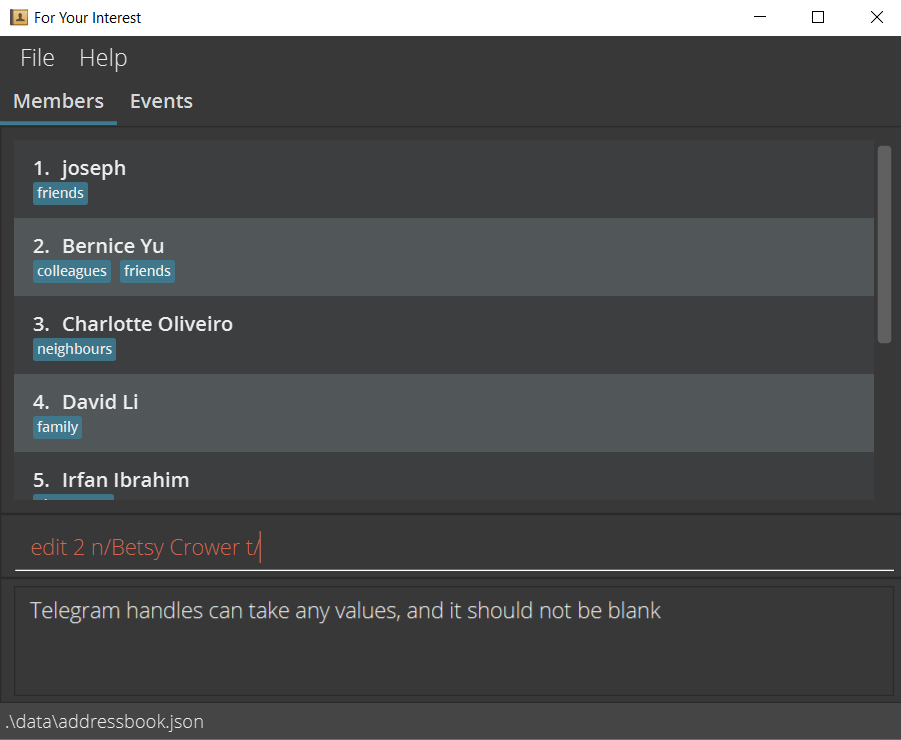 For Your Interest
File Help
Members Events
1. joseph
friends
2. Bernice Yu
colleagues friends
3. Charlotte Oliveiro
neighbours
4. David Li
family
5. Irfan Ibrahim
edit 2 n/Betsy Crower t/
Telegram handles can take any values, and it should not be blank
.\data\addressbook.json